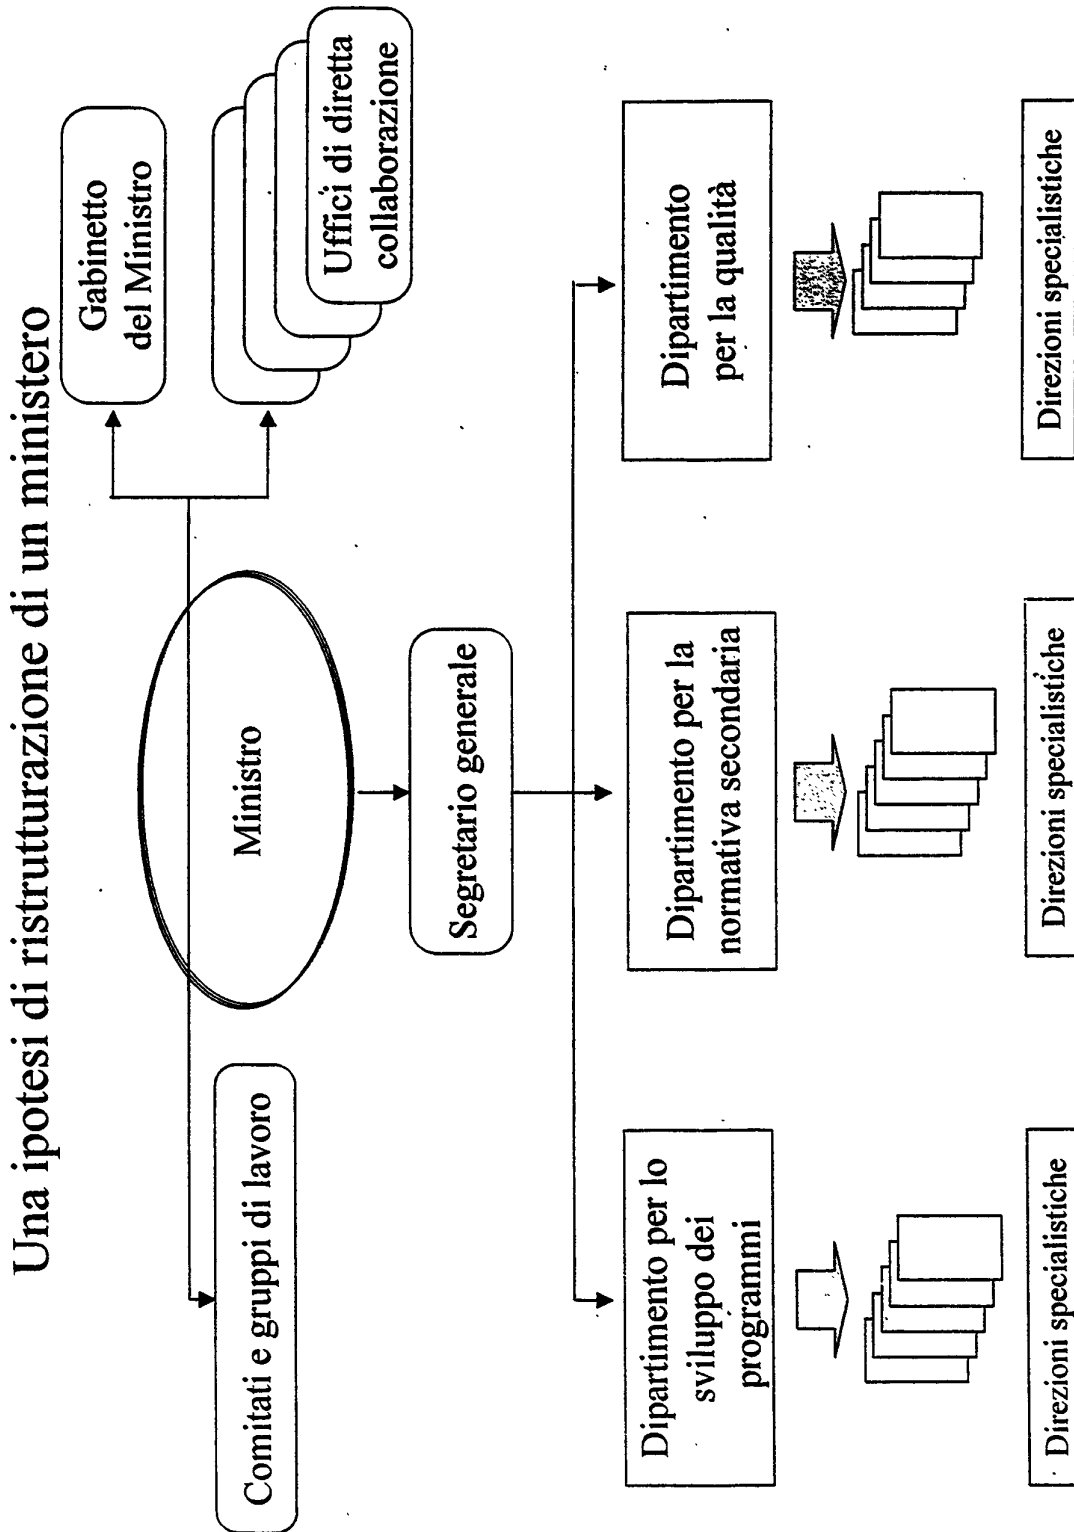 Una ipotesi di ristrutturazione di un ministero
Gabinetto
del Ministro
Uffici di diretta
collaborazione
Ministro
Comitati e gruppi di lavoro
Segretario generale
Dipartimento per lo
sviluppo dei
programmi
Dipartimento per la
normativa secondaria
Dipartimento
per la qualità
Direzioni specialistiche
Direzioni specialistiche
Direzioni specialistiche